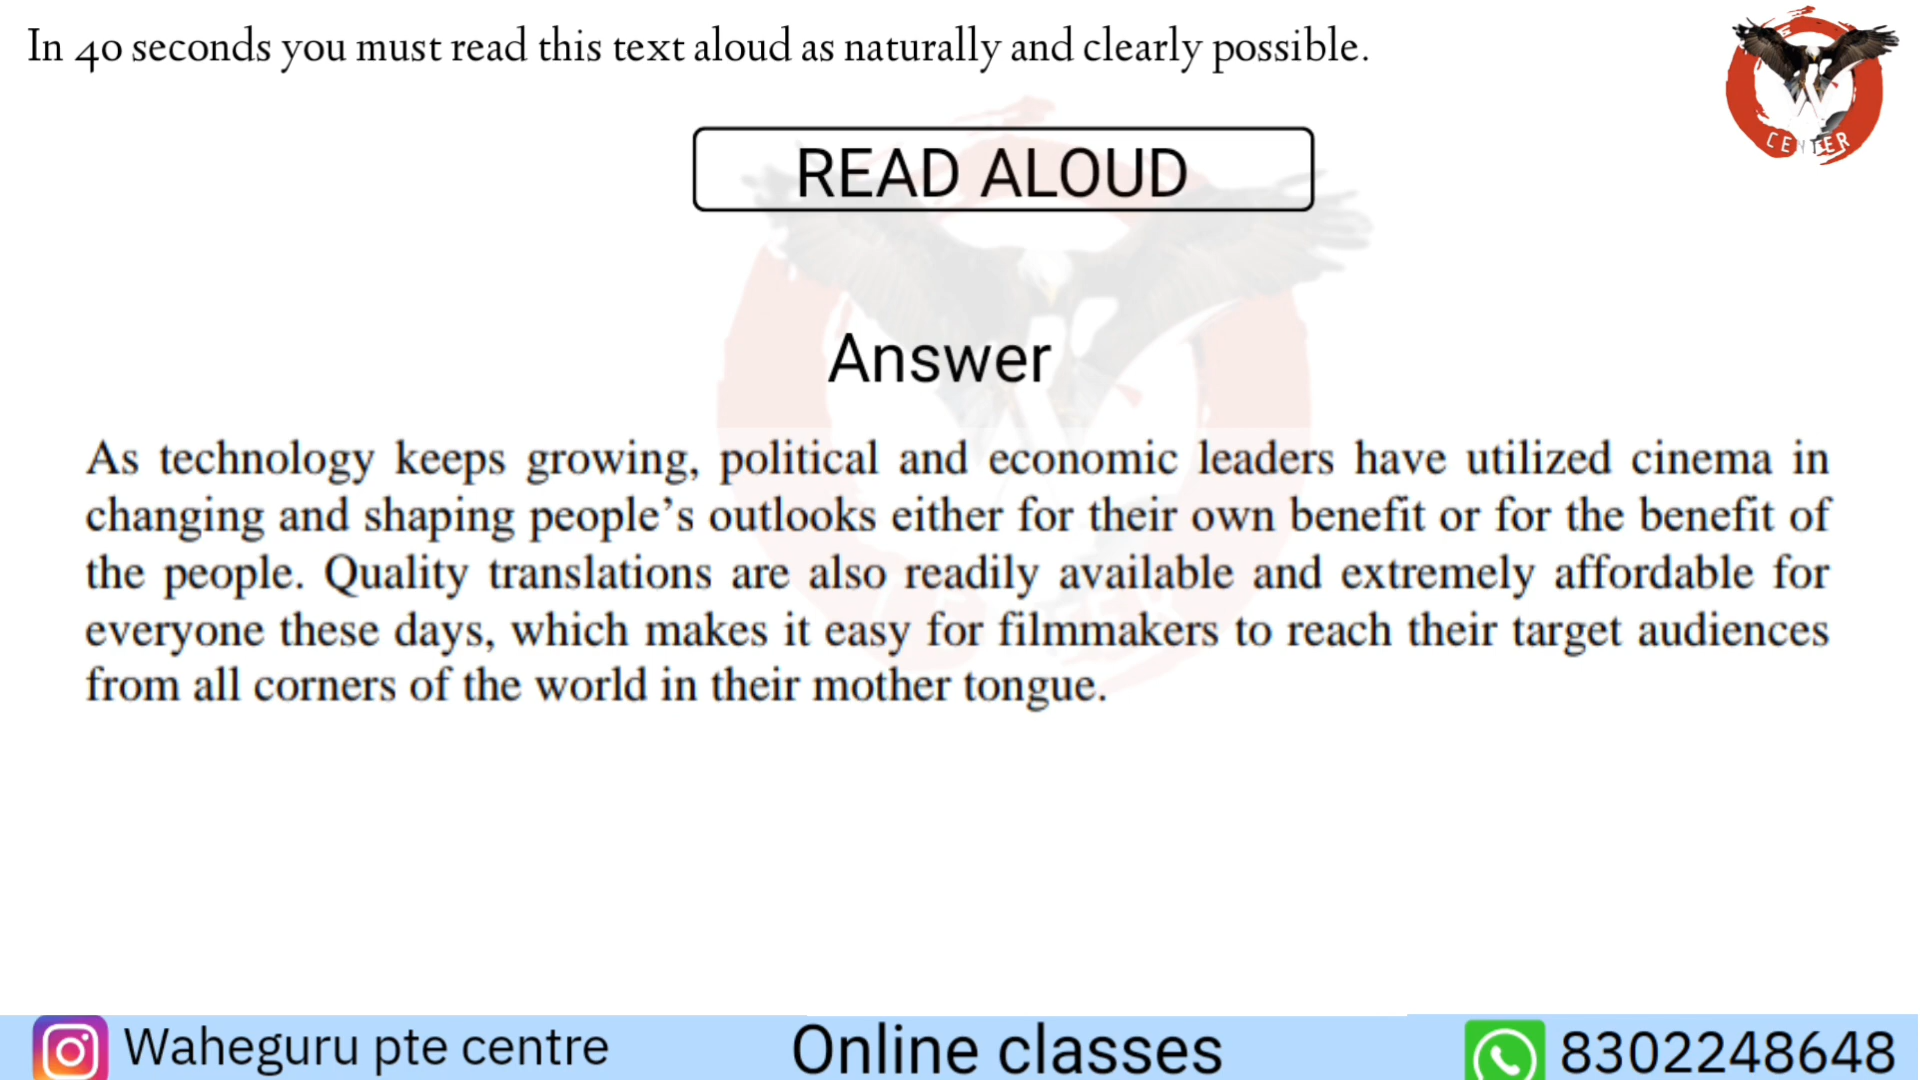 In 40 seconds you must read this text aloud as naturally and clearly possible.
CENTER
READ ALOUD
Answer
As technology keeps growing, political and economic leaders have utilized cinema in
changing and shaping people’s outlooks either for their own benefit or for the benefit of
the people. Quality translations are also readily available and extremely affordable for
everyone these days, which makes it easy for filmmakers to reach their target audiences
from all corners of the world in their mother tongue.
Waheguru pte centre
Online classes
8302248648